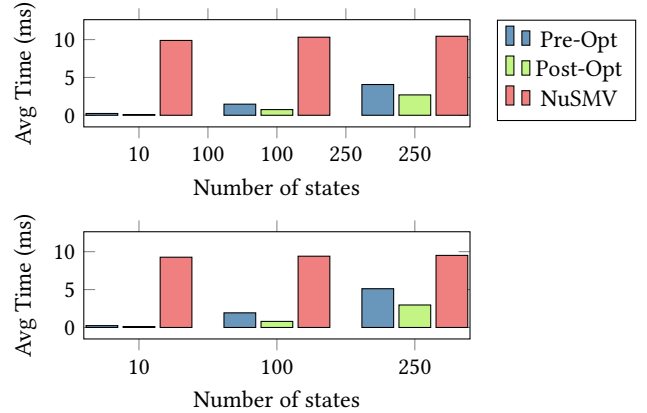 Avg Time (ms)
10
5
0
10 100 100 250 250
Number of states
Pre-Opt
Post-Opt
NuSMV
Avg Time (ms)
10
5
0
10 100 250
Number of states